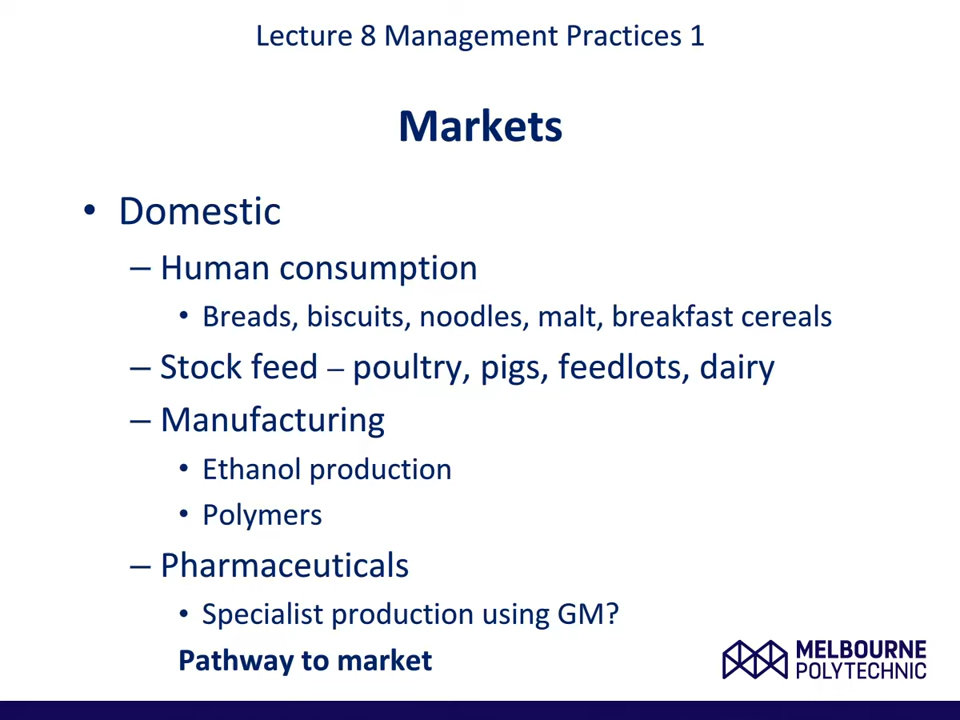 Lecture 8 Management Practices 1
Markets
• Domestic
– Human consumption
• Breads, biscuits, noodles, malt, breakfast cereals
– Stock feed – poultry, pigs, feedlots, dairy
– Manufacturing
• Ethanol production
• Polymers
– Pharmaceuticals
• Specialist production using GM?
Pathway to market
MELBOURNE
POLYTECHNIC